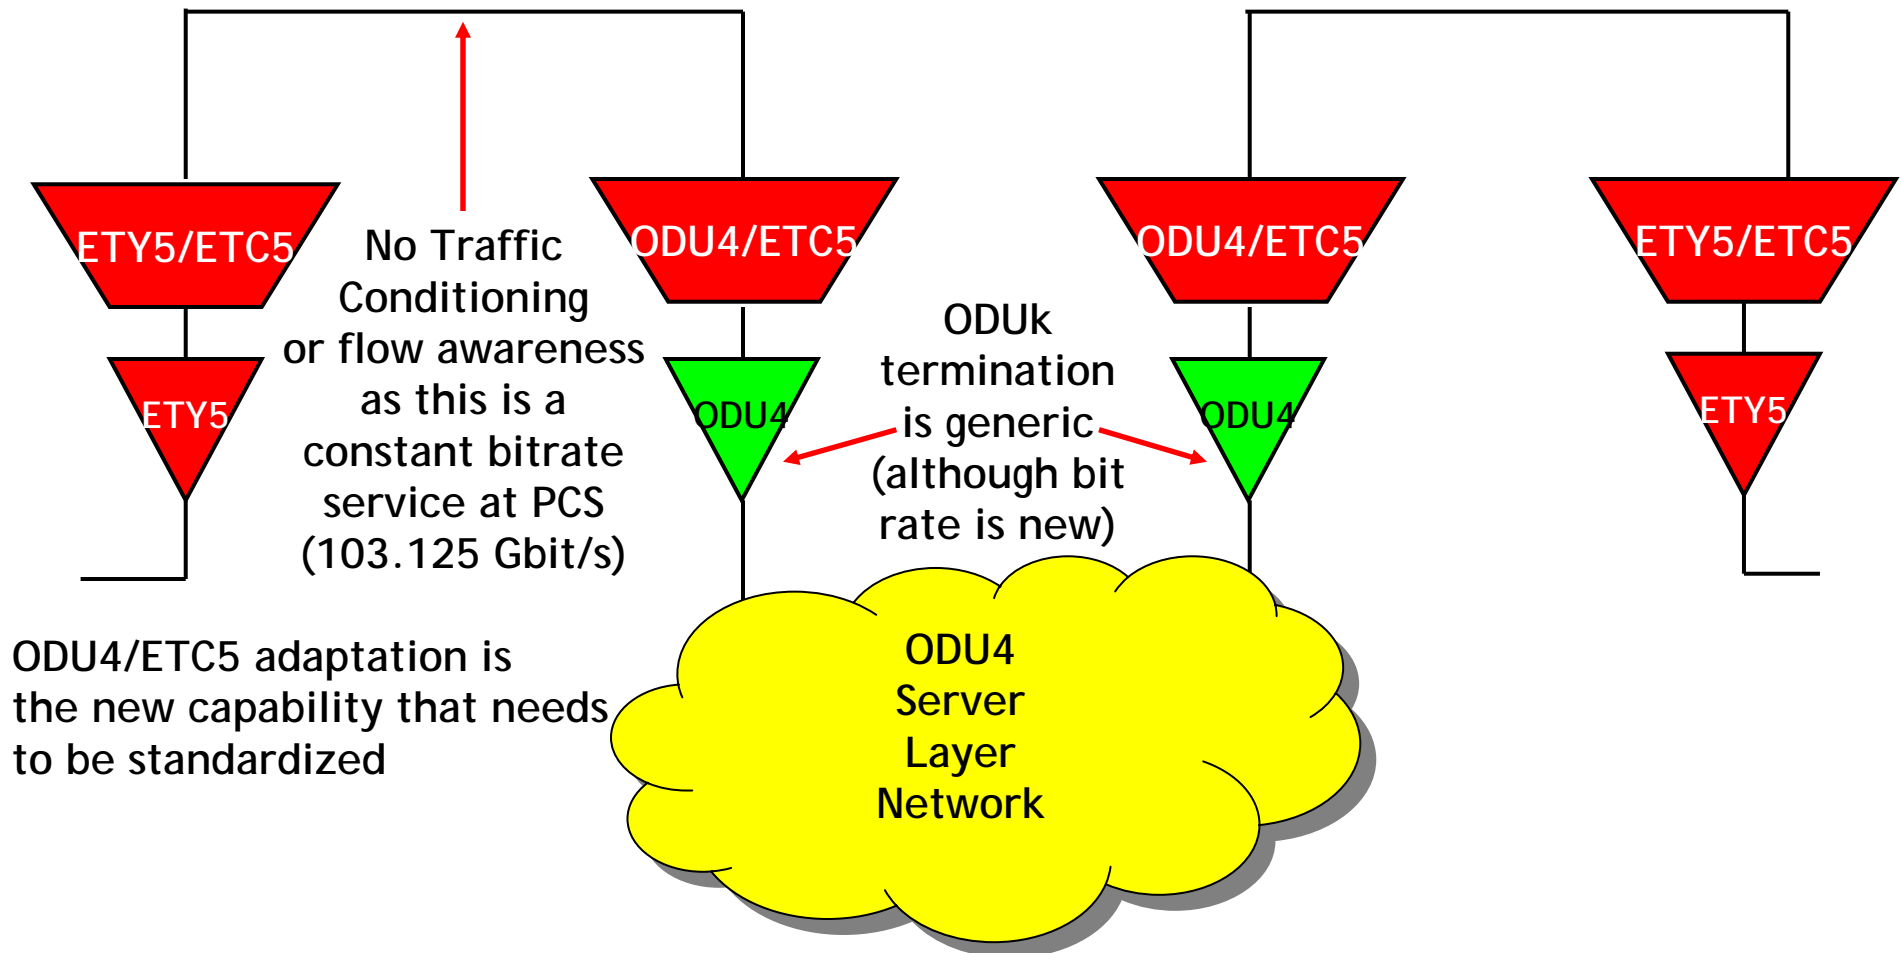 ETY5/ETC5
ODU4/ETC5
ODU4/ETC5
ETY5/ETC5
No Traffic
Conditioning
or flow awareness
as this is a
constant bitrate
service at PCS
(103.125 Gbit/s)
ODUk
termination
is generic
(although bit
rate is new)
ETY5
ODU4
ODU4
ETY5
ODU4/ETC5 adaptation is
the new capability that needs
to be standardized
ODU4
Server
Layer
Network